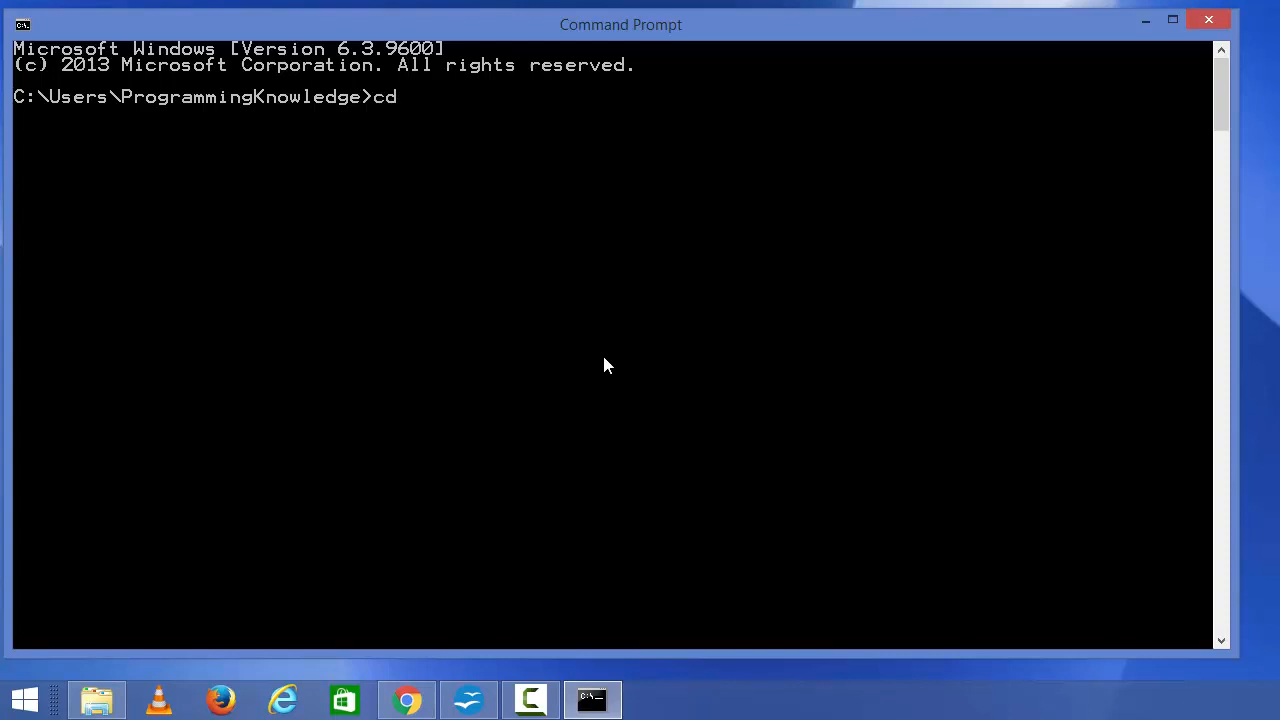 Command Prompt
Microsoft Windows [Version 6.3.9600]
(c) 2013 Microsoft Corporation. All rights reserved.
C:\Users\ProgrammingKnowledge>cd